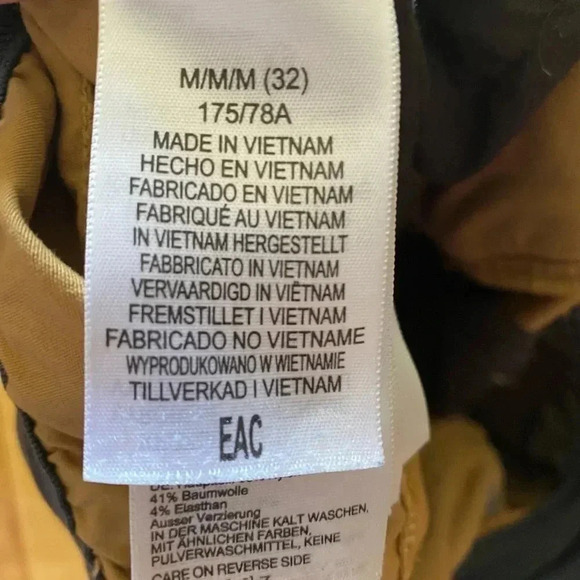 M/M/M (32)
175/78A
MADE IN VIETNAM
HECHO EN VIETNAM
FABRICADO EN VIETNAM
FABRIQUÉ AU VIETNAM
IN VIETNAM HERGESTELLT
FABBRICATO IN VIETNAM
VERVAARDIGD IN VIËTNAM
FREMSTILLET I VIETNAM
FABRICADO NO VIETNAME
WYPRODUKOWANO W WIETNAMIE
TILLVERKAD I VIETNAM
EAC
41% Baumwolle
4% Elasthan
Ausser Verzierung
IN DER MASCHINE KALT WASCHEN,
MIT ÄHNLICHEN FARBEN,
PULVERWASCHMITTEL, KEINE
CARE ON REVERSE SIDE